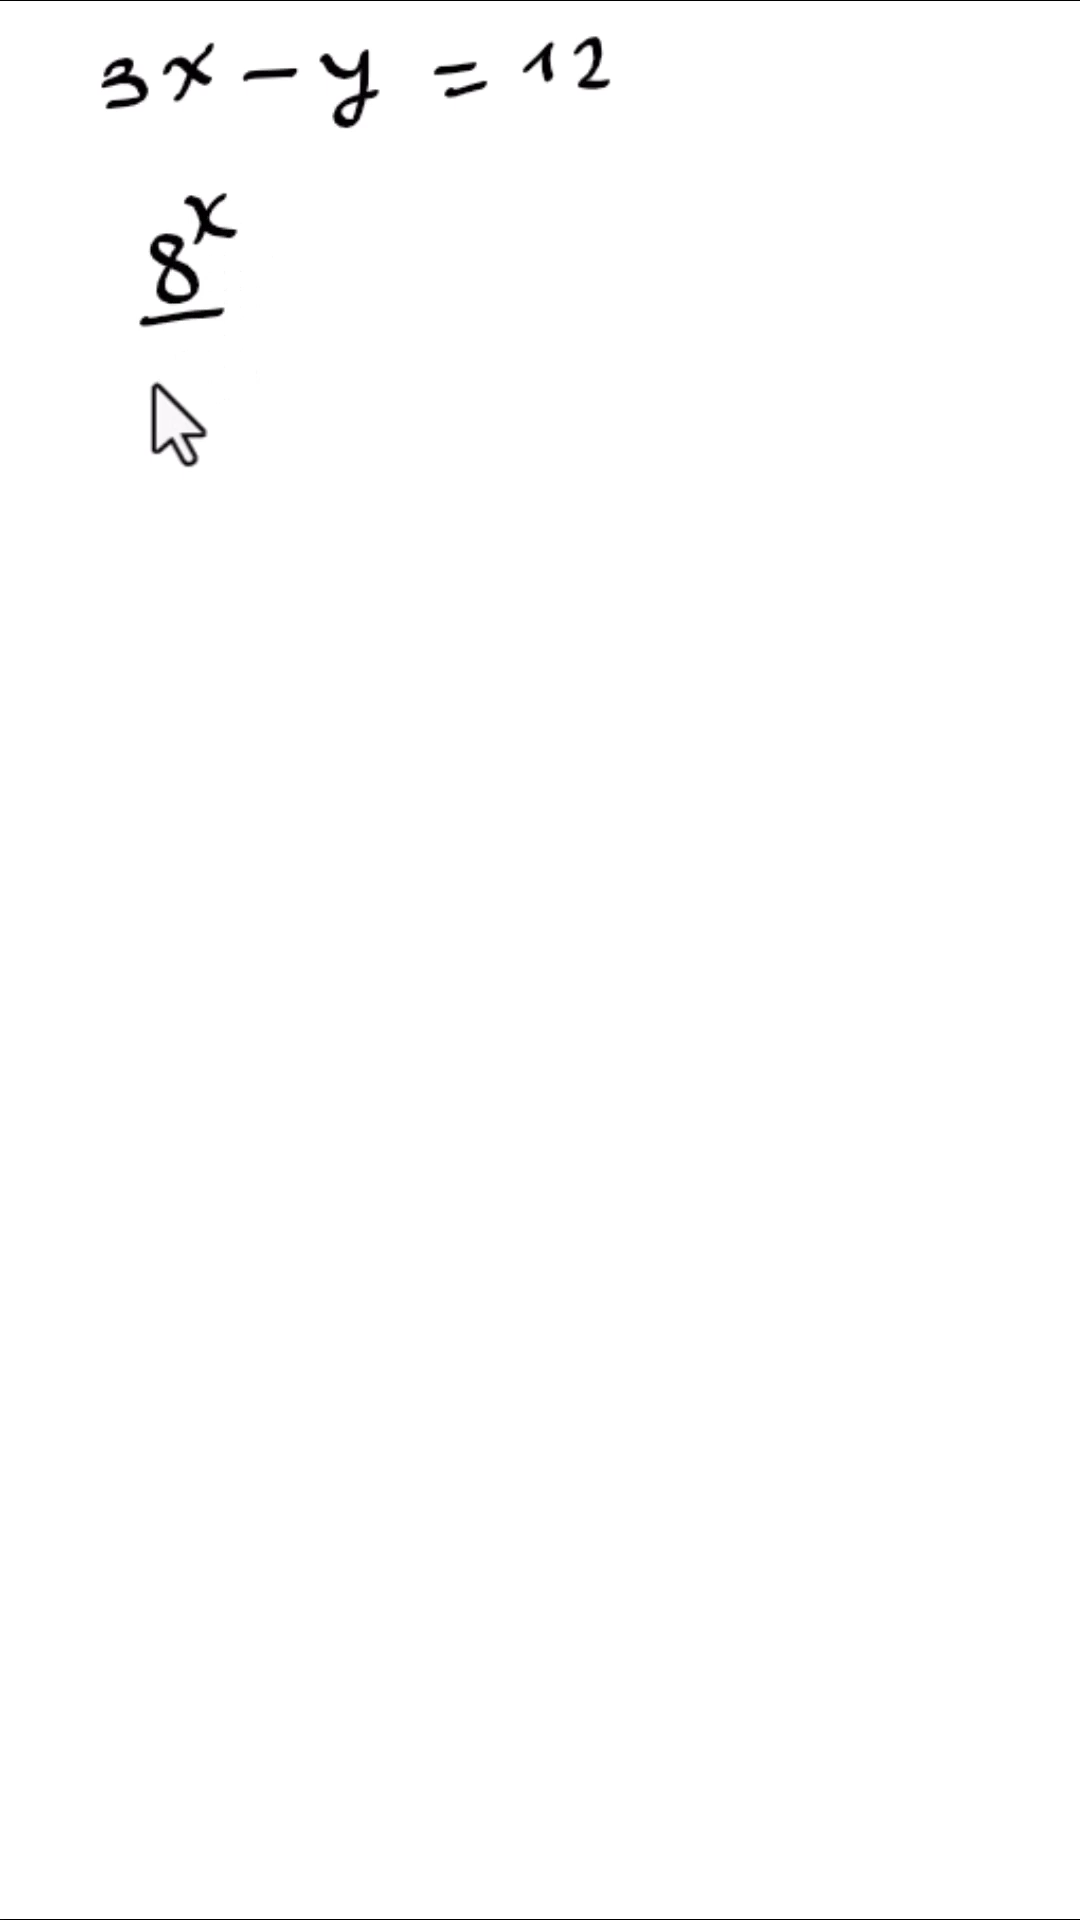 3x - y = 12
8^x